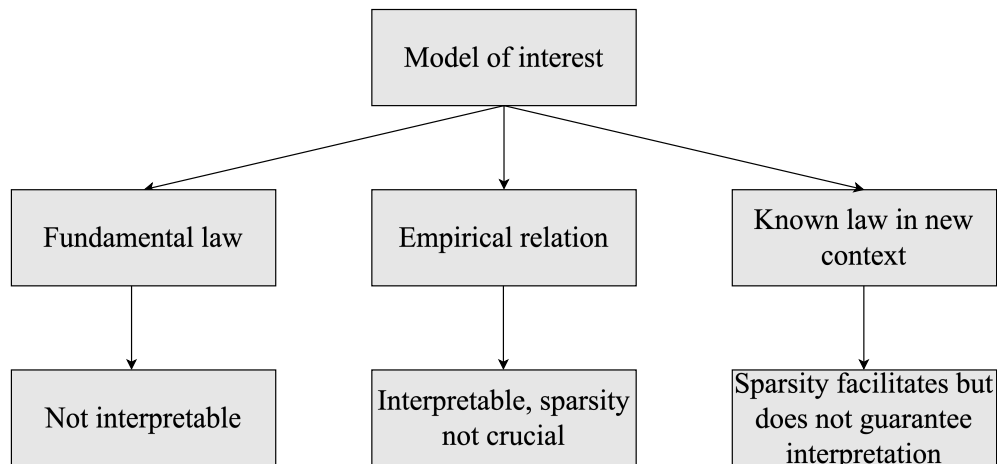 Model of interest
Fundamental law
Empirical relation
Known law in new
context
Not interpretable
Interpretable, sparsity
not crucial
Sparsity facilitates but
does not guarantee
interpretation